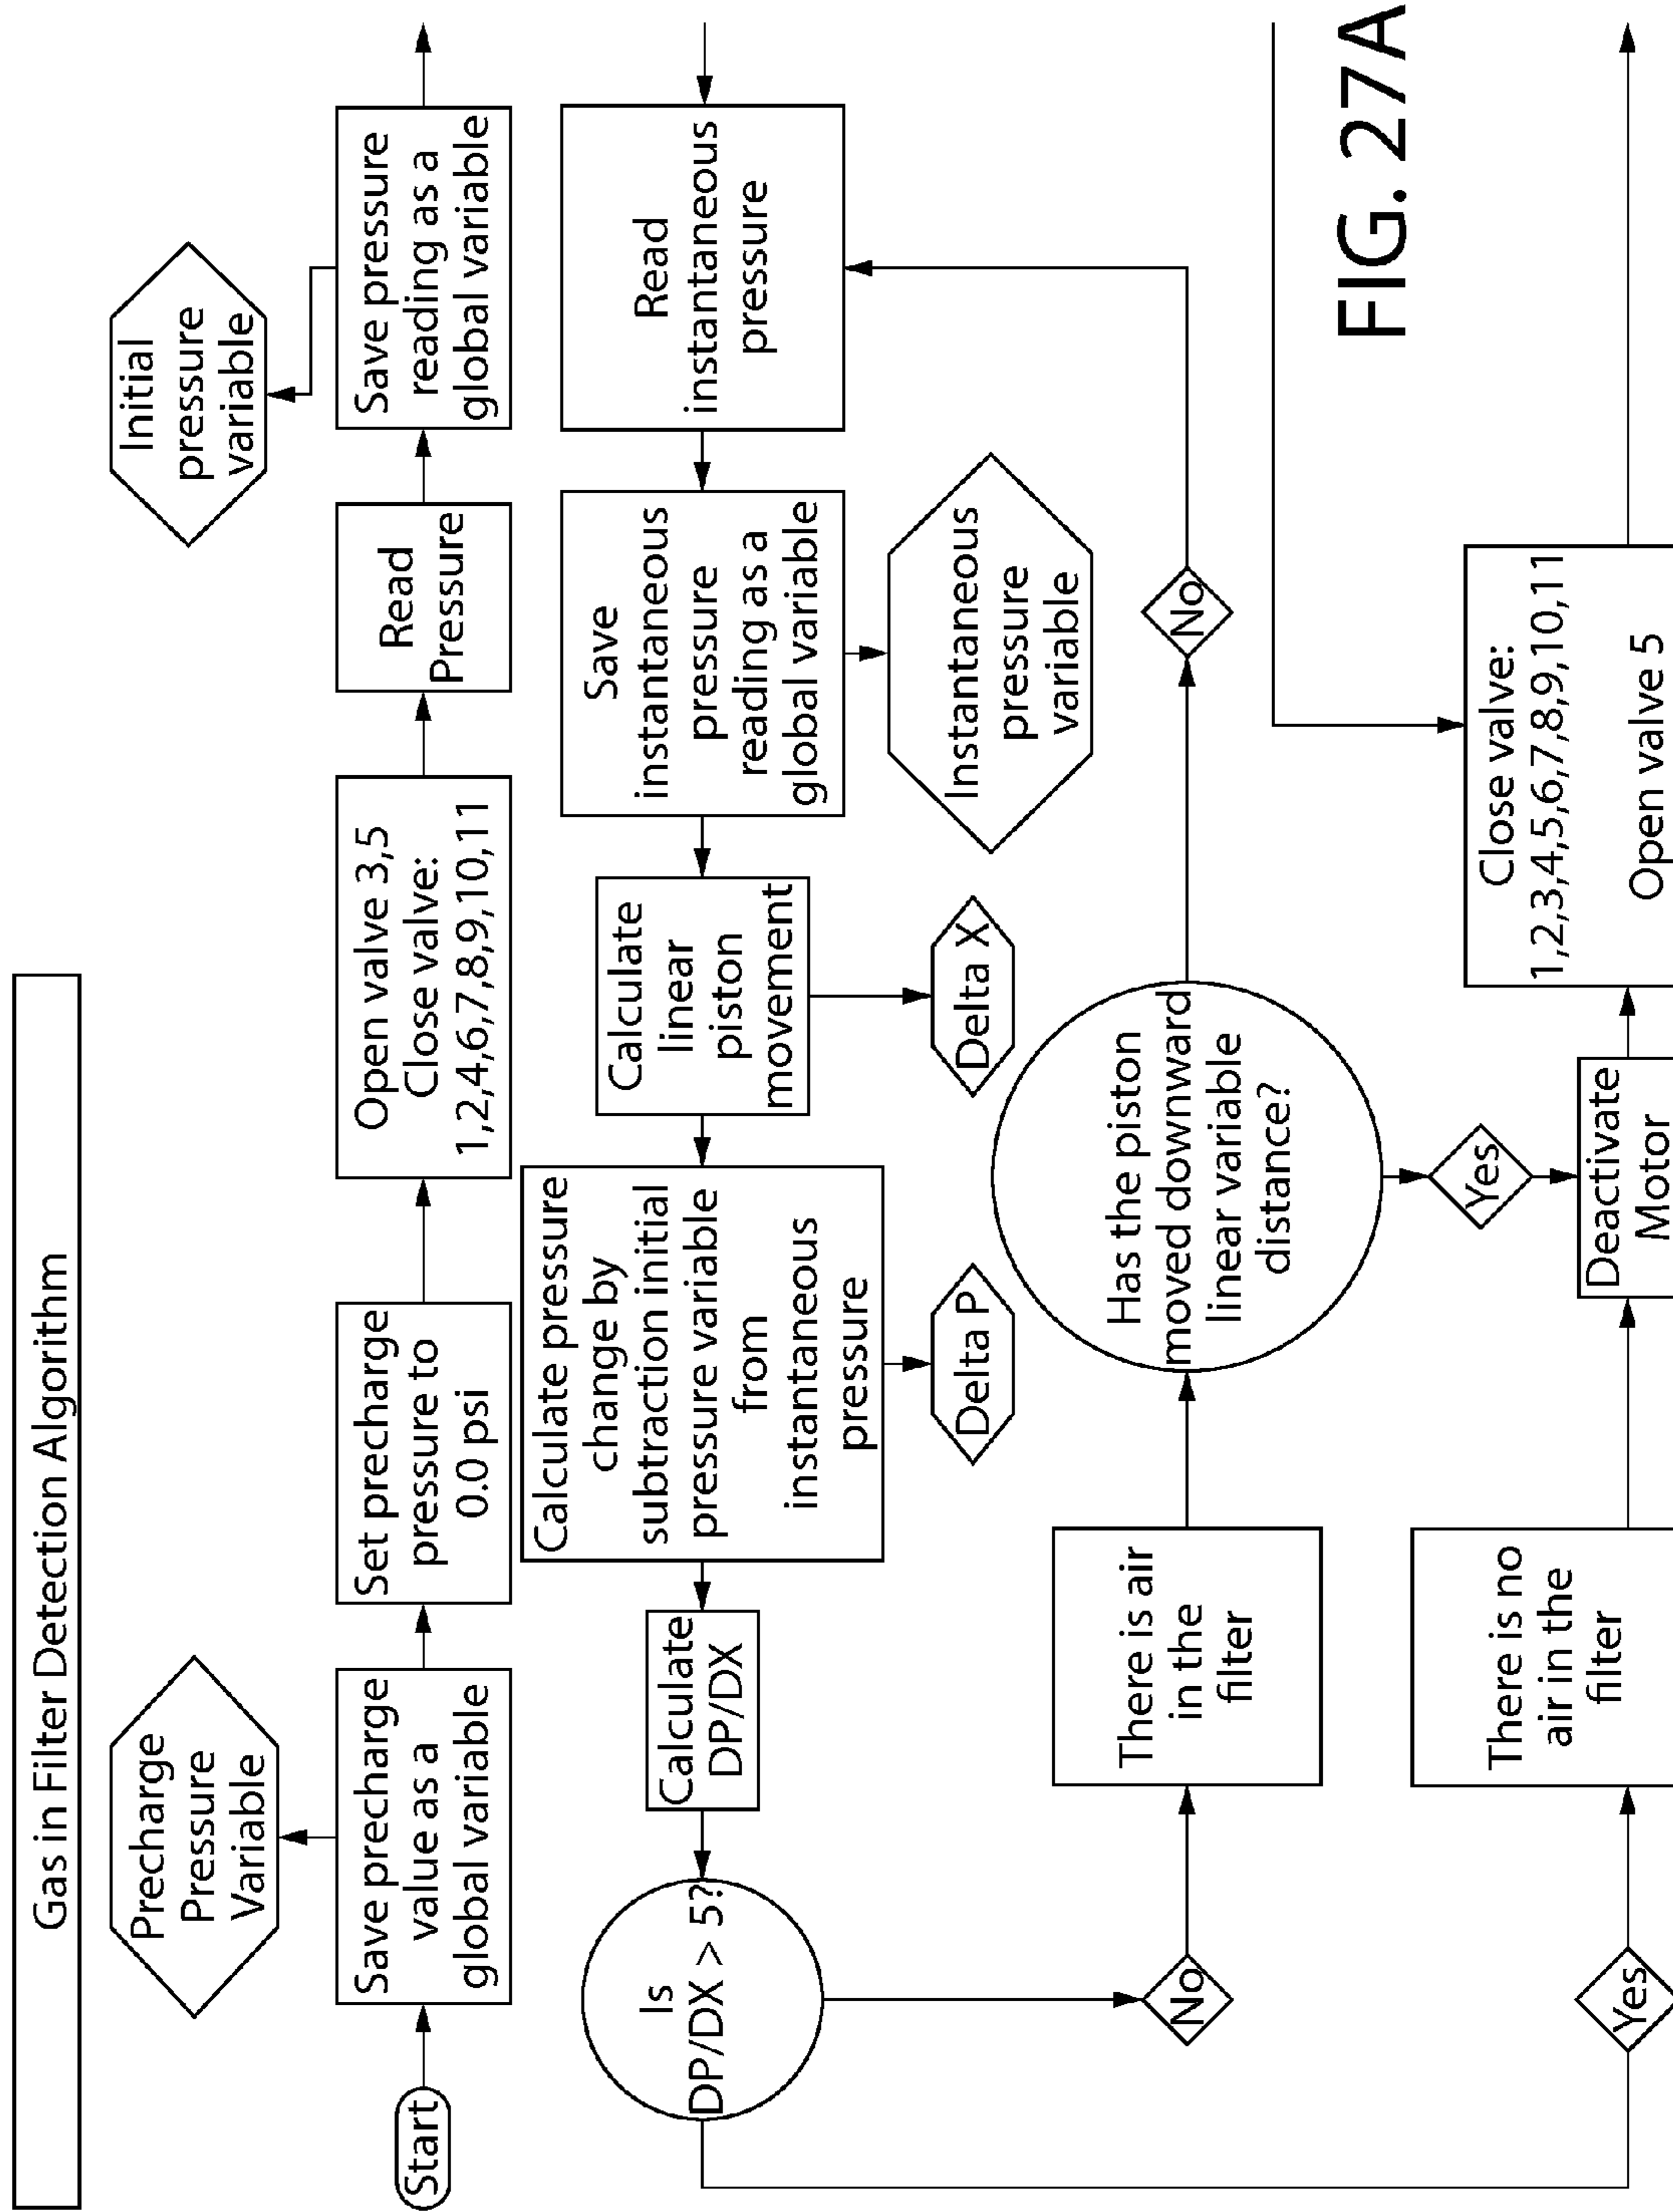 Gas in Filter Detection Algorithm
Precharge
Pressure
Variable
Initial
pressure
variable
Start
Save precharge
value as a
global variable
Set precharge
pressure to
0.0 psi
Open valve 3,5
Close valve:
1,2,4,6,7,8,9,10,11
Read
Pressure
Save pressure
reading as a
global variable
Read
instantaneous
pressure
Save
instantaneous
pressure
reading as a
global variable
Instantaneous
pressure
variable
Calculate
linear
piston
movement
Delta X
Calculate pressure
change by
subtraction initial
pressure variable
from
instantaneous
pressure
Delta P
Calculate
DP/DX
Is
DP/DX > 5?
No
There is air
in the
filter
Has the piston
moved downward
linear variable
distance?
No
Yes
Yes
There is no
air in the
filter
Deactivate
Motor
Close valve:
1,2,3,4,5,6,7,8,9,10,11
Open valve 5
FIG. 27A